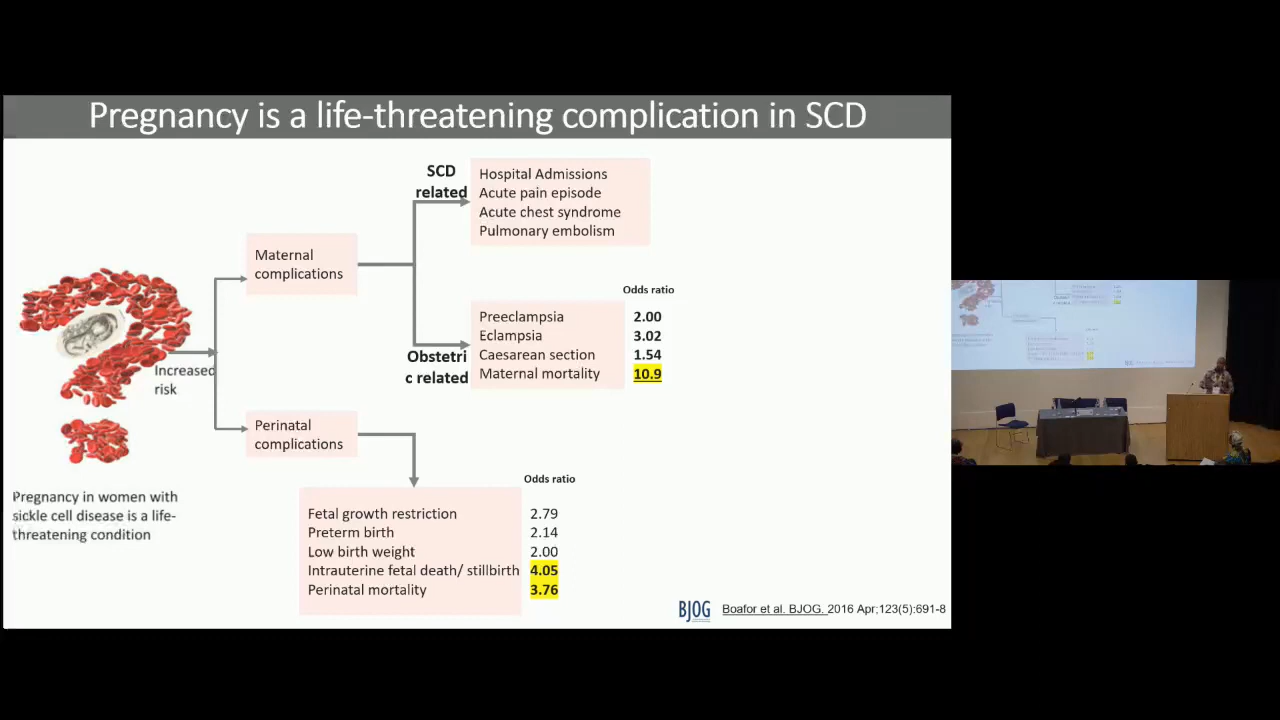 Pregnancy is a life-threatening complication in SCD
SCD
related
Hospital Admissions
Acute pain episode
Acute chest syndrome
Pulmonary embolism
Maternal
complications
Odds ratio
Preeclampsia 2.00
Eclampsia 3.02
Caesarean section 1.54
Maternal mortality 10.9
Obstetri
c related
Increased
risk
Perinatal
complications
Odds ratio
Fetal growth restriction 2.79
Preterm birth 2.14
Low birth weight 2.00
Intrauterine fetal death/ stillbirth 4.05
Perinatal mortality 3.76
Pregnancy in women with
sickle cell disease is a life-
threatening condition
BJOG
Boafor et al. BJOG. 2016 Apr;123(5):691-8